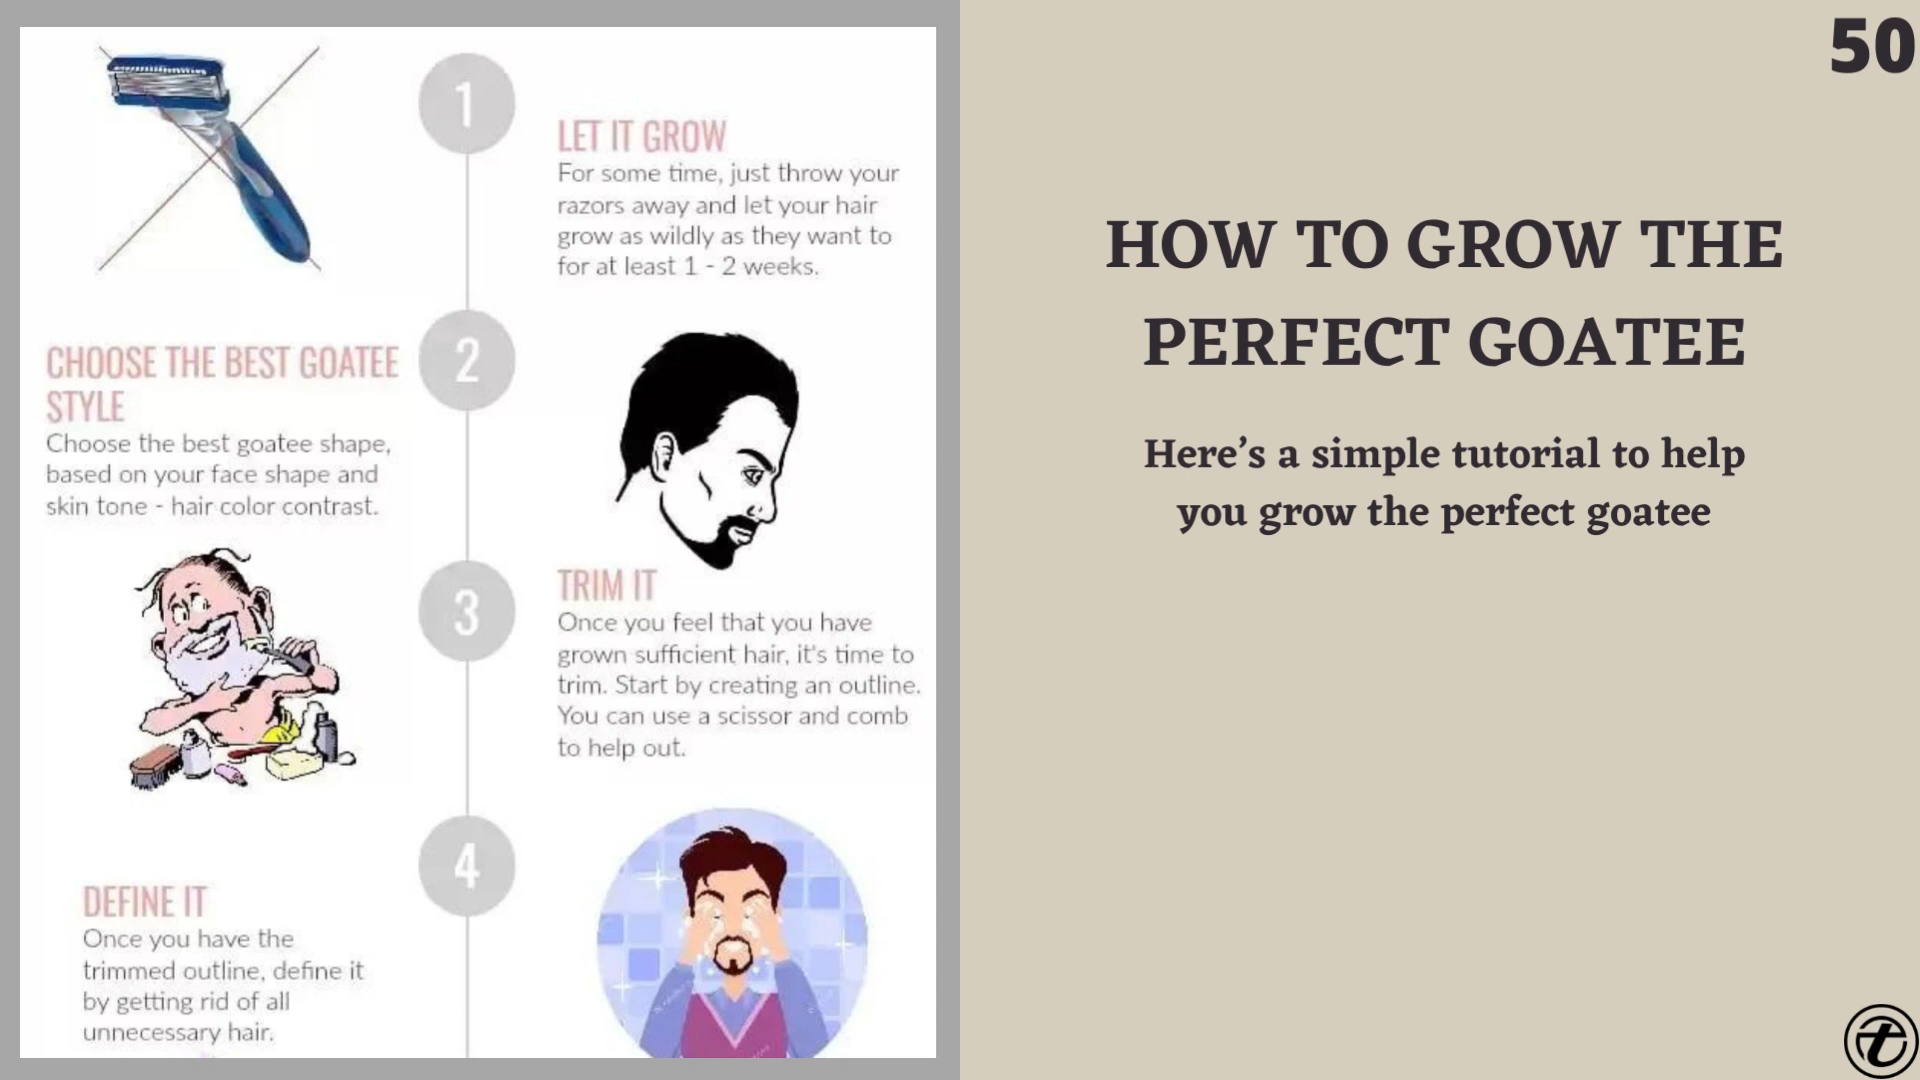 1
LET IT GROW
For some time, just throw your
razors away and let your hair
grow as wildly as they want to
for at least 1 - 2 weeks.
2
CHOOSE THE BEST GOATEE
STYLE
Choose the best goatee shape,
based on your face shape and
skin tone - hair color contrast.
3
TRIM IT
Once you feel that you have
grown sufficient hair, it's time to
trim. Start by creating an outline.
You can use a scissor and comb
to help out.
4
DEFINE IT
Once you have the
trimmed outline, define it
by getting rid of all
unnecessary hair.
50
HOW TO GROW THE
PERFECT GOATEE
Here’s a simple tutorial to help
you grow the perfect goatee
t